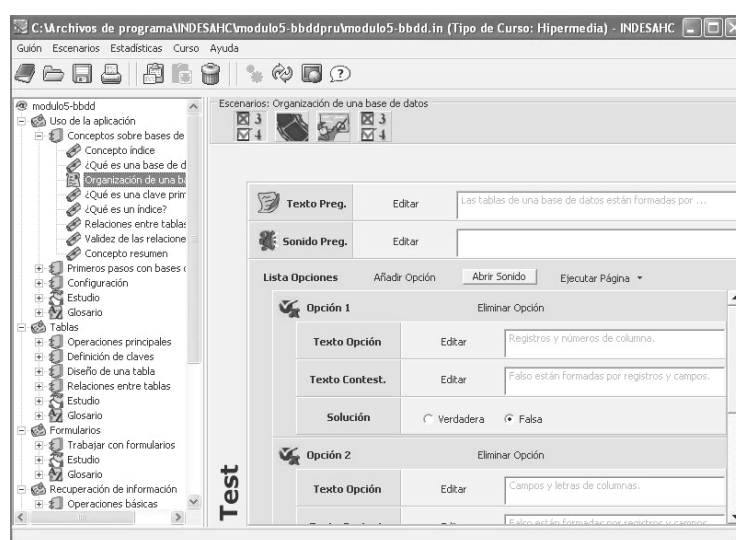 C:\Archivos de programa\INDESAHC\modulo5-bbddpru\modulo5-bbdd.in (Tipo de Curso: Hipermedia) - INDESAHC
Guión Escenarios Estadísticas Curso Ayuda
modulo5-bbdd
Uso de la aplicación
Conceptos sobre bases de
Concepto índice
¿Qué es una base de d
Organización de una ba
¿Qué es una clave prim
¿Qué es un índice?
Relaciones entre tablas
Validez de las relacione
Concepto resumen
Primeros pasos con bases
Configuración
Estudio
Glosario
Tablas
Operaciones principales
Definición de claves
Diseño de una tabla
Relaciones entre tablas
Estudio
Glosario
Formularios
Trabajar con formularios
Estudio
Glosario
Recuperación de información
Operaciones básicas
Escenarios: Organización de una base de datos
3 3
4 4
Test
Texto Preg. Editar Las tablas de una base de datos están formadas por ...
Sonido Preg. Editar
Lista Opciones Añadir Opción Abrir Sonido Ejecutar Página
Opción 1 Eliminar Opción
Texto Opción Editar Registros y números de columna.
Texto Contest. Editar Falso están formadas por registros y campos.
Solución Verdadera Falsa
Opción 2 Eliminar Opción
Texto Opción Editar Campos y letras de columnas.
Falso están formadas por registros y campos